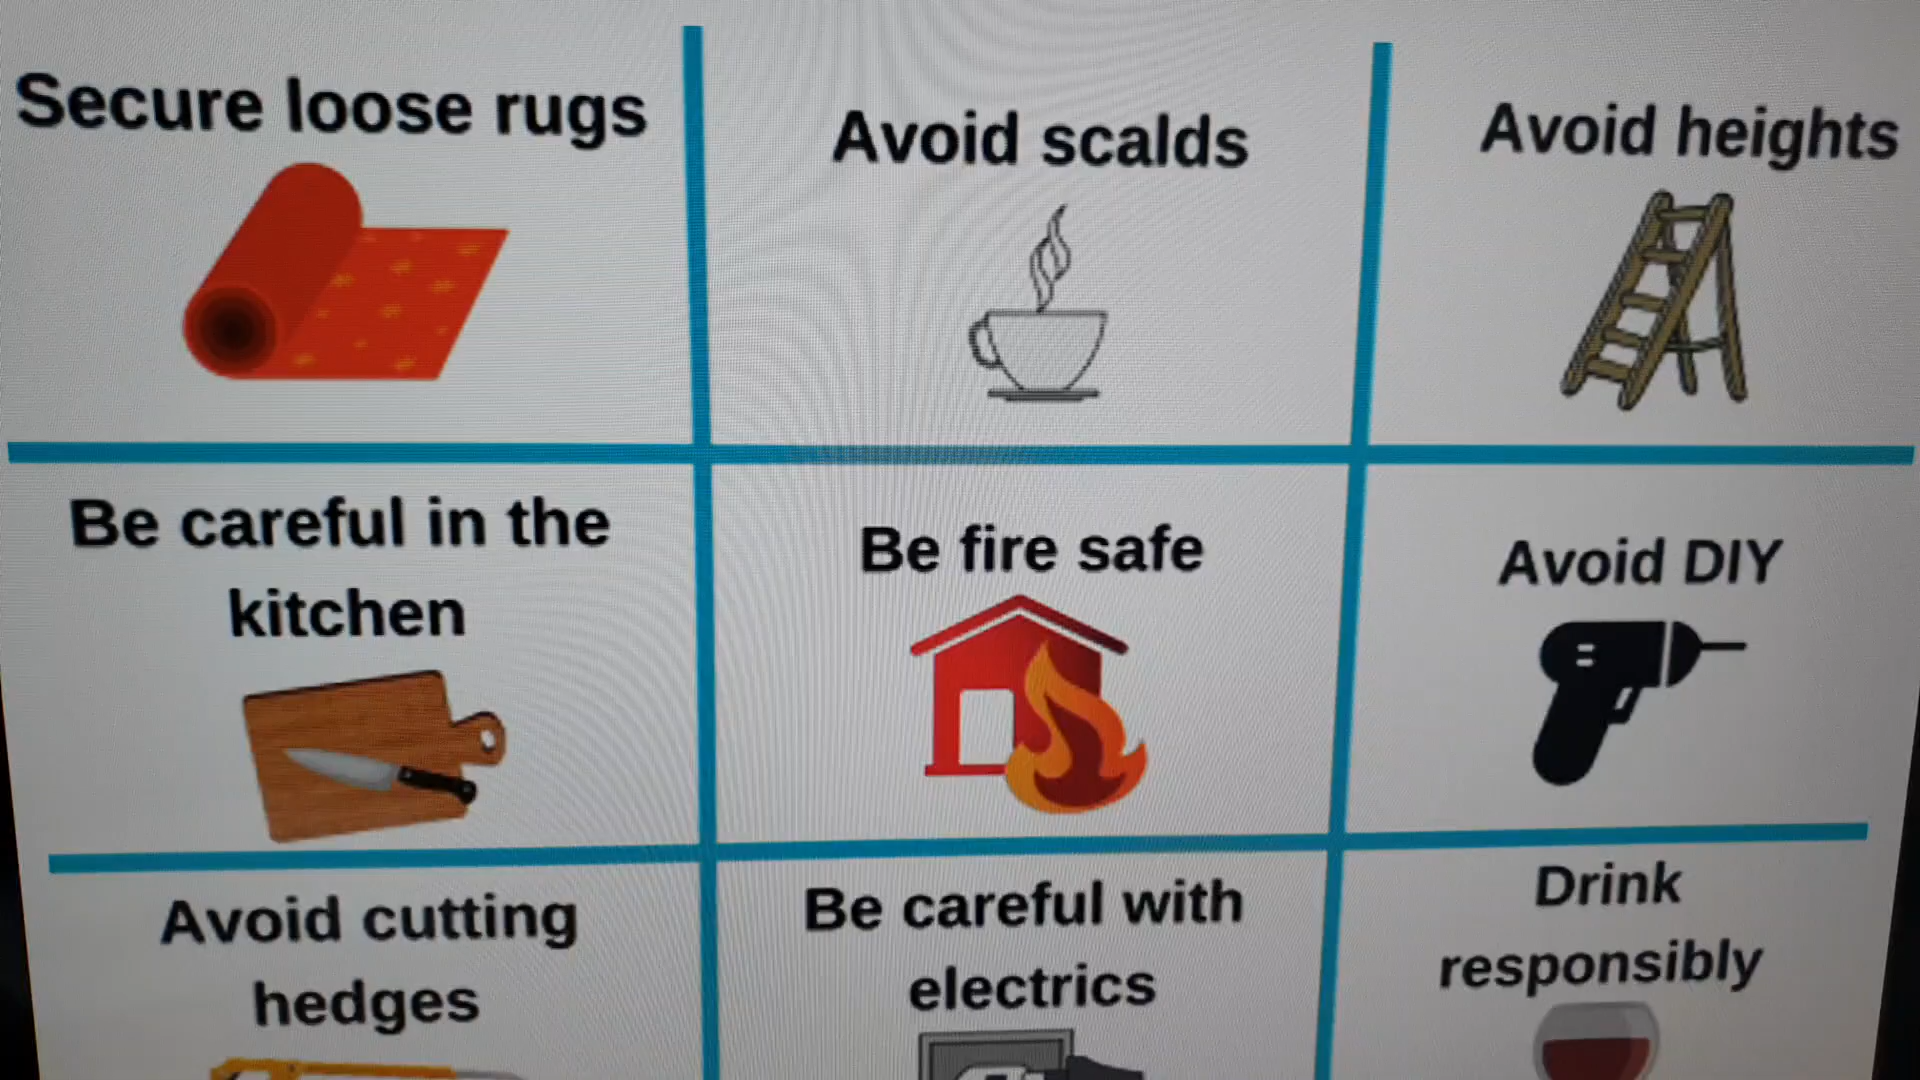 Secure loose rugs
Avoid scalds
Avoid heights
Be careful in the
kitchen
Be fire safe
Avoid DIY
Avoid cutting
hedges
Be careful with
electrics
Drink
responsibly